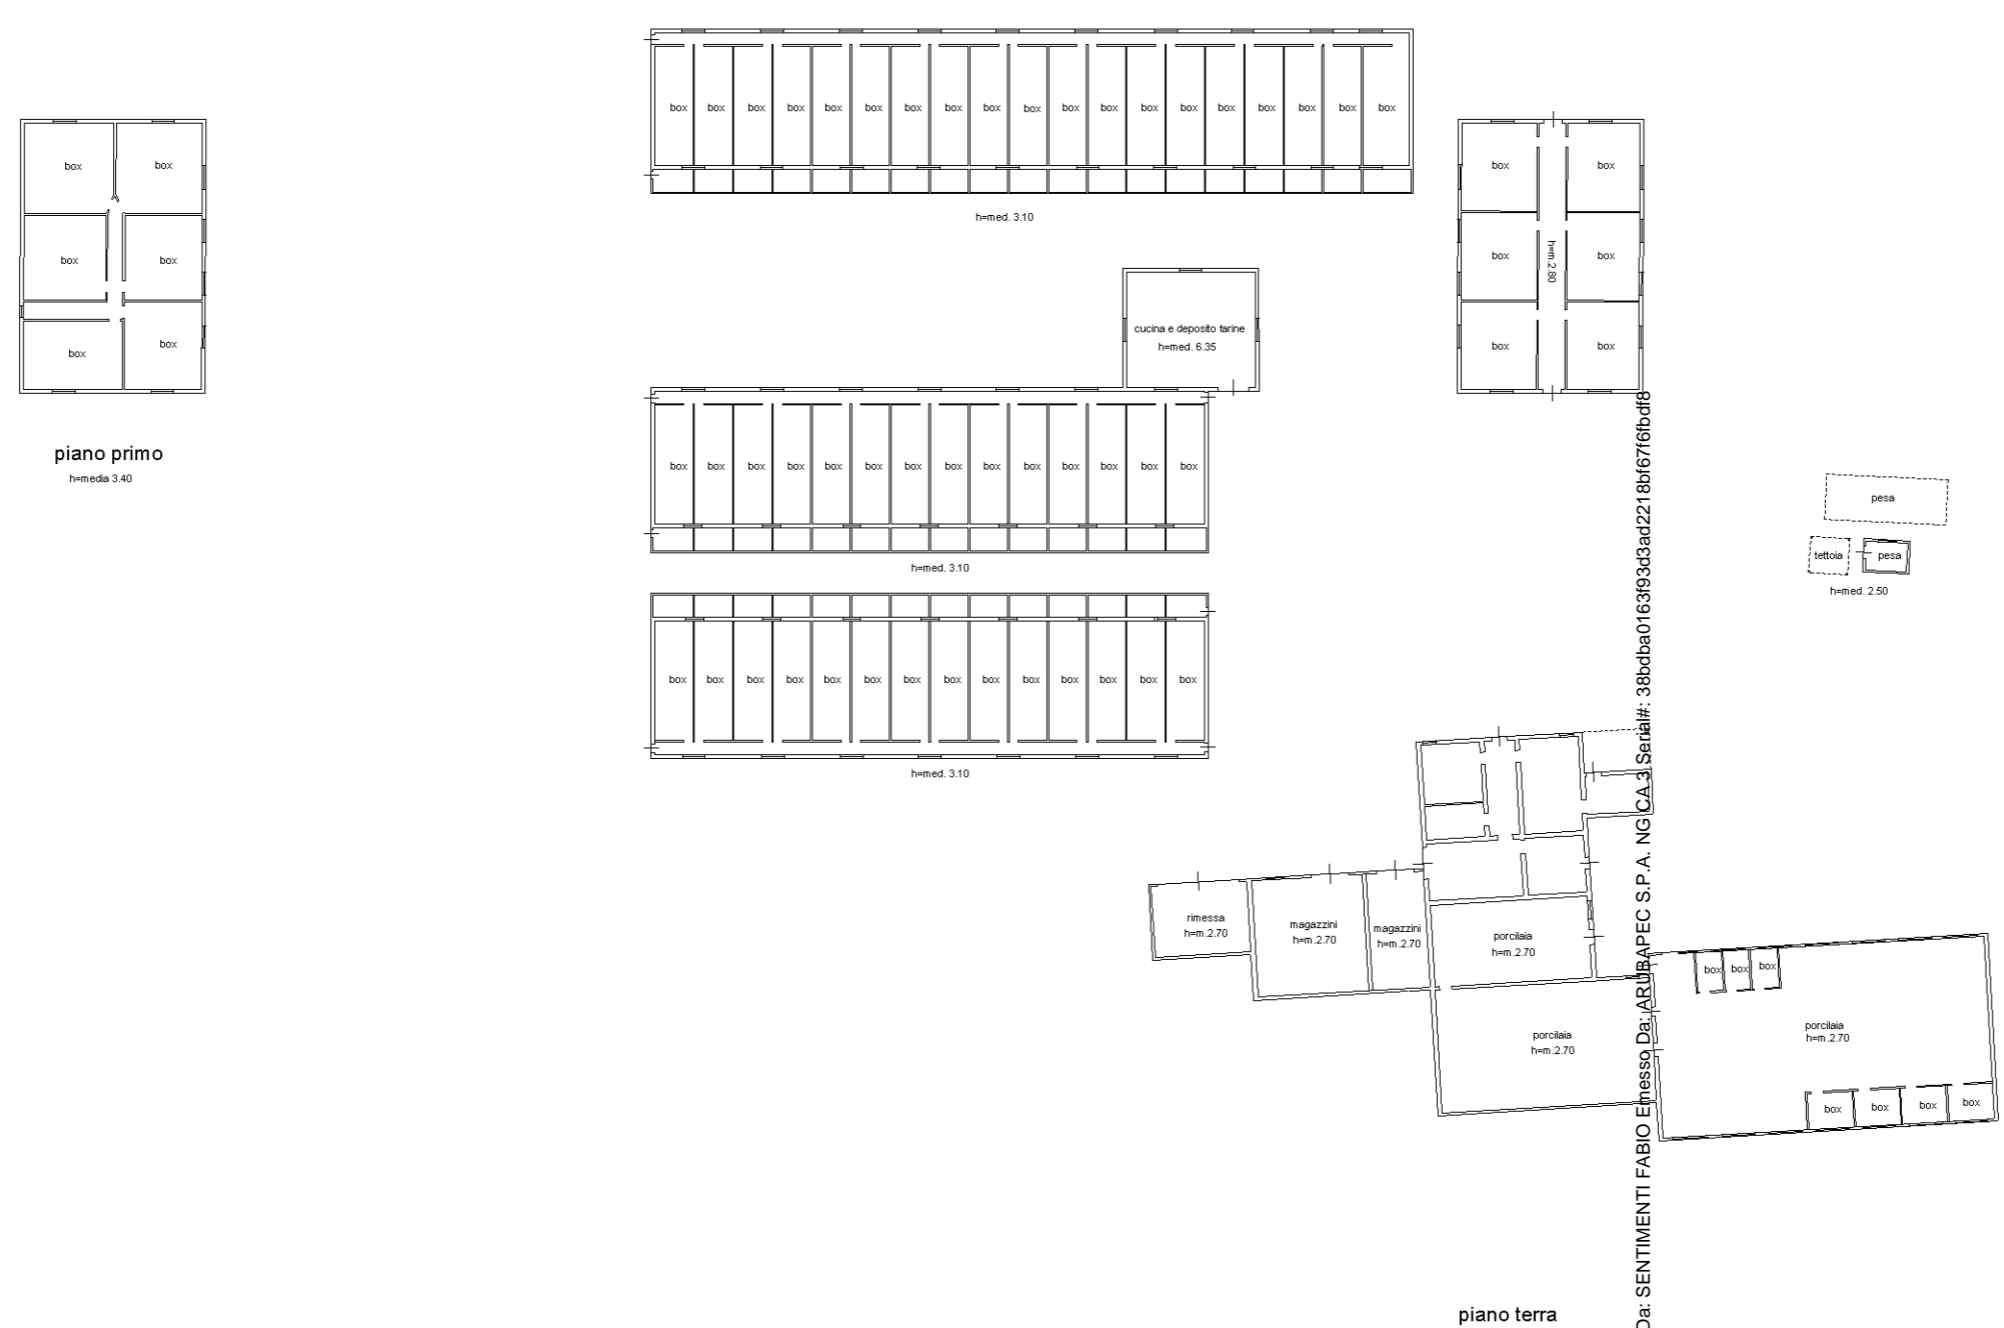 box box
box box
box box
piano primo
h=media 3.40
box box box box box box box box box box box box box box box box box box box
h=med. 3.10
cucina e deposito farine
h=med. 6.35
box box box box box box box box box box box box box box
h=med. 3.10
box box box box box box box box box box box box box box
h=med. 3.10
box box
box box
box box
h=m.2.80
pesa
tettoia
pesa
h=med. 2.50
rimessa
h=m.2.70
magazzini
h=m.2.70
magazzini
h=m.2.70
porcilaia
h=m.2.70
porcilaia
h=m.2.70
box box box
porcilaia
h=m.2.70
box box box box
piano terra
Da: SENTIMENTI FABIO Emesso Da: ARUBAPEC S.P.A. NG CA 3 Serial#: 38bdba0163f93d3ad2218bf67f6fbdf8